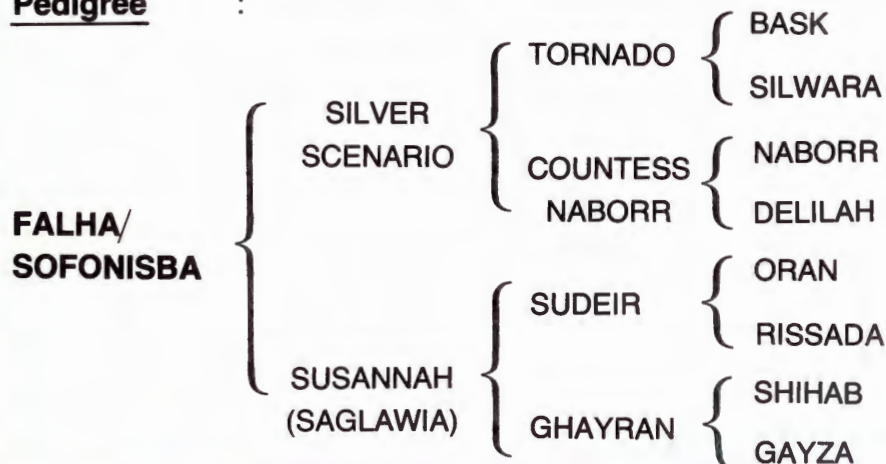 Pedigree :
BASK
TORNADO
SILWARA
SILVER
SCENARIO
NABORR
COUNTESS
NABORR
DELILAH
FALHA/
SOFONISBA
ORAN
SUDEIR
RISSADA
SUSANNAH
(SAGLAWIA)
SHIHAB
GHAYRAN
GAYZA